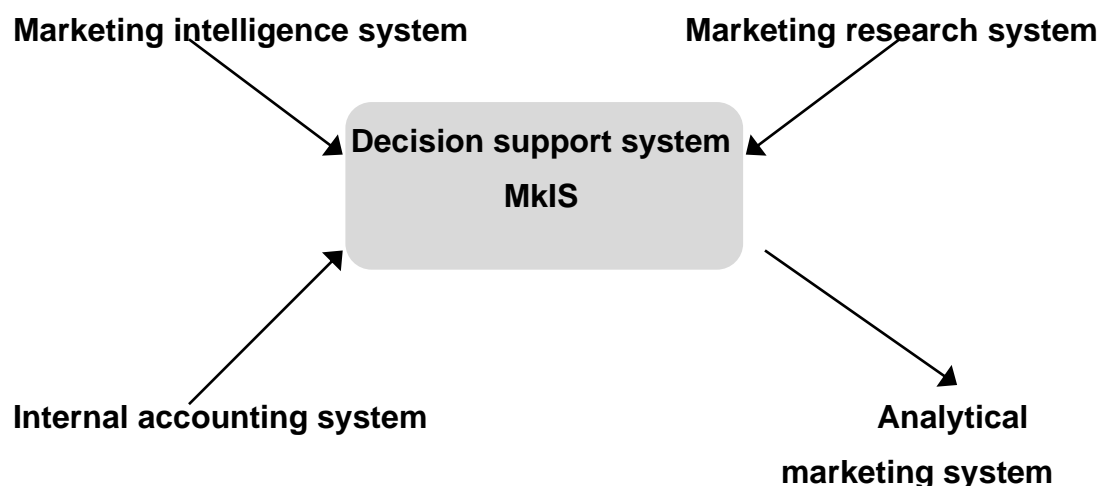 Marketing intelligence system
Marketing research system
Decision support system
MkIS
Internal accounting system
Analytical
marketing system